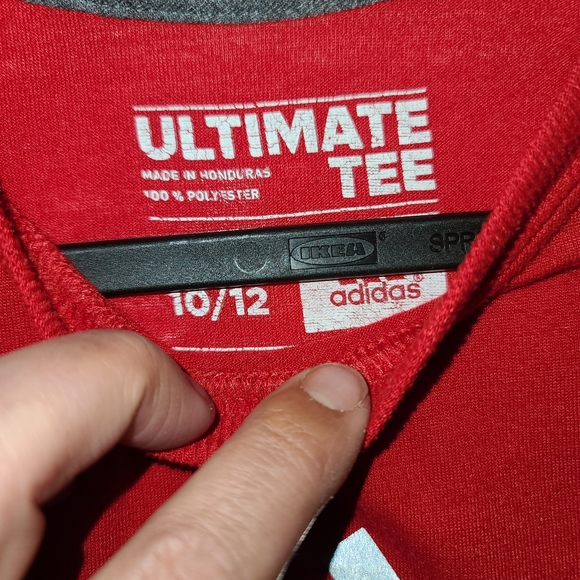 ULTIMATE
TEE
MADE IN HONDURAS
100 % POLYESTER
IKEA®
10/12
adidas®